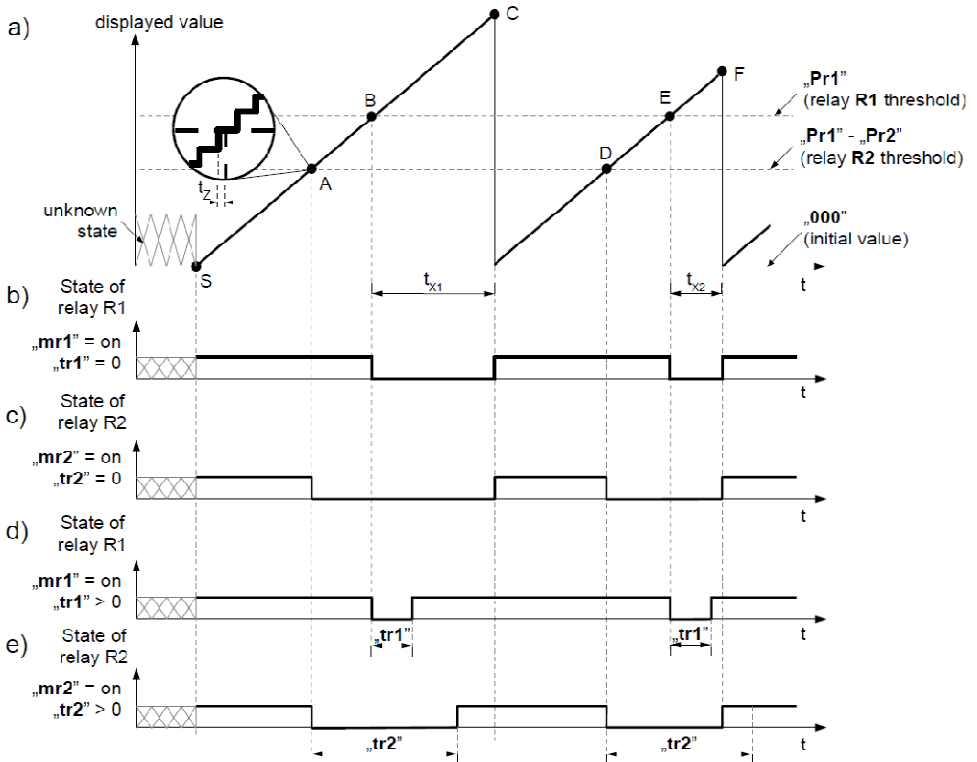 a)
displayed value
C
B
A
S
t_Z
unknown
state
E
D
F
„Pr1”
(relay R1 threshold)
„Pr1” - „Pr2”
(relay R2 threshold)
„000”
(initial value)
t
t_X1
t_X2
b)
State of
relay R1
„mr1” = on
„tr1” = 0
t
c)
State of
relay R2
„mr2” = on
„tr2” = 0
t
d)
State of
relay R1
„mr1” = on
„tr1” > 0
„tr1”
„tr1”
t
e)
State of
relay R2
„mr2” = on
„tr2” > 0
„tr2”
„tr2”
t